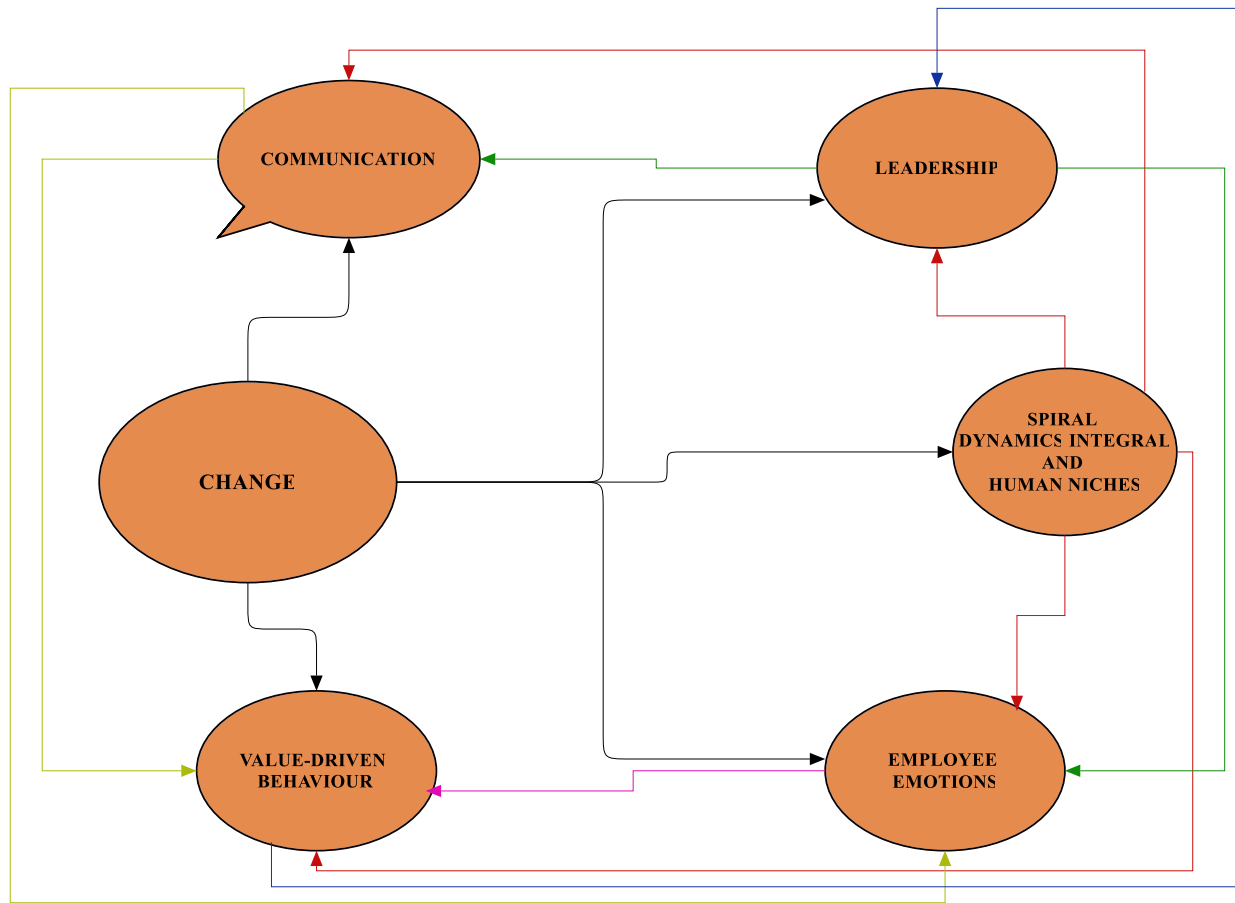 COMMUNICATION
LEADERSHIP
SPIRAL
DYNAMICS INTEGRAL
AND
HUMAN NICHES
CHANGE
VALUE-DRIVEN
BEHAVIOUR
EMPLOYEE
EMOTIONS